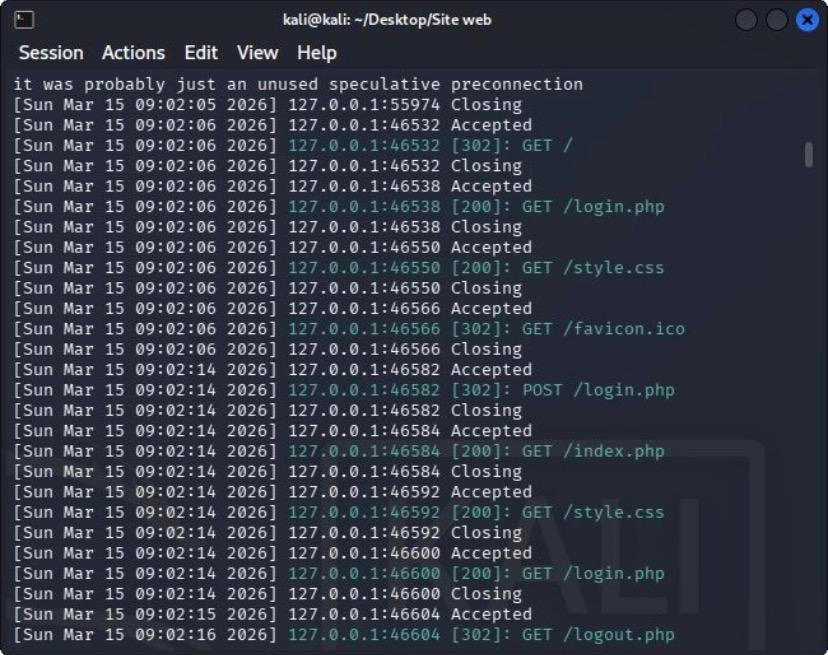 kali@kali: ~/Desktop/Site web
Session Actions Edit View Help
it was probably just an unused speculative preconnection
[Sun Mar 15 09:02:05 2026] 127.0.0.1:55974 Closing
[Sun Mar 15 09:02:06 2026] 127.0.0.1:46532 Accepted
[Sun Mar 15 09:02:06 2026] 127.0.0.1:46532 [302]: GET /
[Sun Mar 15 09:02:06 2026] 127.0.0.1:46532 Closing
[Sun Mar 15 09:02:06 2026] 127.0.0.1:46538 Accepted
[Sun Mar 15 09:02:06 2026] 127.0.0.1:46538 [200]: GET /login.php
[Sun Mar 15 09:02:06 2026] 127.0.0.1:46538 Closing
[Sun Mar 15 09:02:06 2026] 127.0.0.1:46550 Accepted
[Sun Mar 15 09:02:06 2026] 127.0.0.1:46550 [200]: GET /style.css
[Sun Mar 15 09:02:06 2026] 127.0.0.1:46550 Closing
[Sun Mar 15 09:02:06 2026] 127.0.0.1:46566 Accepted
[Sun Mar 15 09:02:06 2026] 127.0.0.1:46566 [302]: GET /favicon.ico
[Sun Mar 15 09:02:06 2026] 127.0.0.1:46566 Closing
[Sun Mar 15 09:02:14 2026] 127.0.0.1:46582 Accepted
[Sun Mar 15 09:02:14 2026] 127.0.0.1:46582 [302]: POST /login.php
[Sun Mar 15 09:02:14 2026] 127.0.0.1:46582 Closing
[Sun Mar 15 09:02:14 2026] 127.0.0.1:46584 Accepted
[Sun Mar 15 09:02:14 2026] 127.0.0.1:46584 [200]: GET /index.php
[Sun Mar 15 09:02:14 2026] 127.0.0.1:46584 Closing
[Sun Mar 15 09:02:14 2026] 127.0.0.1:46592 Accepted
[Sun Mar 15 09:02:14 2026] 127.0.0.1:46592 [200]: GET /style.css
[Sun Mar 15 09:02:14 2026] 127.0.0.1:46592 Closing
[Sun Mar 15 09:02:14 2026] 127.0.0.1:46600 Accepted
[Sun Mar 15 09:02:14 2026] 127.0.0.1:46600 [200]: GET /login.php
[Sun Mar 15 09:02:14 2026] 127.0.0.1:46600 Closing
[Sun Mar 15 09:02:15 2026] 127.0.0.1:46604 Accepted
[Sun Mar 15 09:02:16 2026] 127.0.0.1:46604 [302]: GET /logout.php
KALI